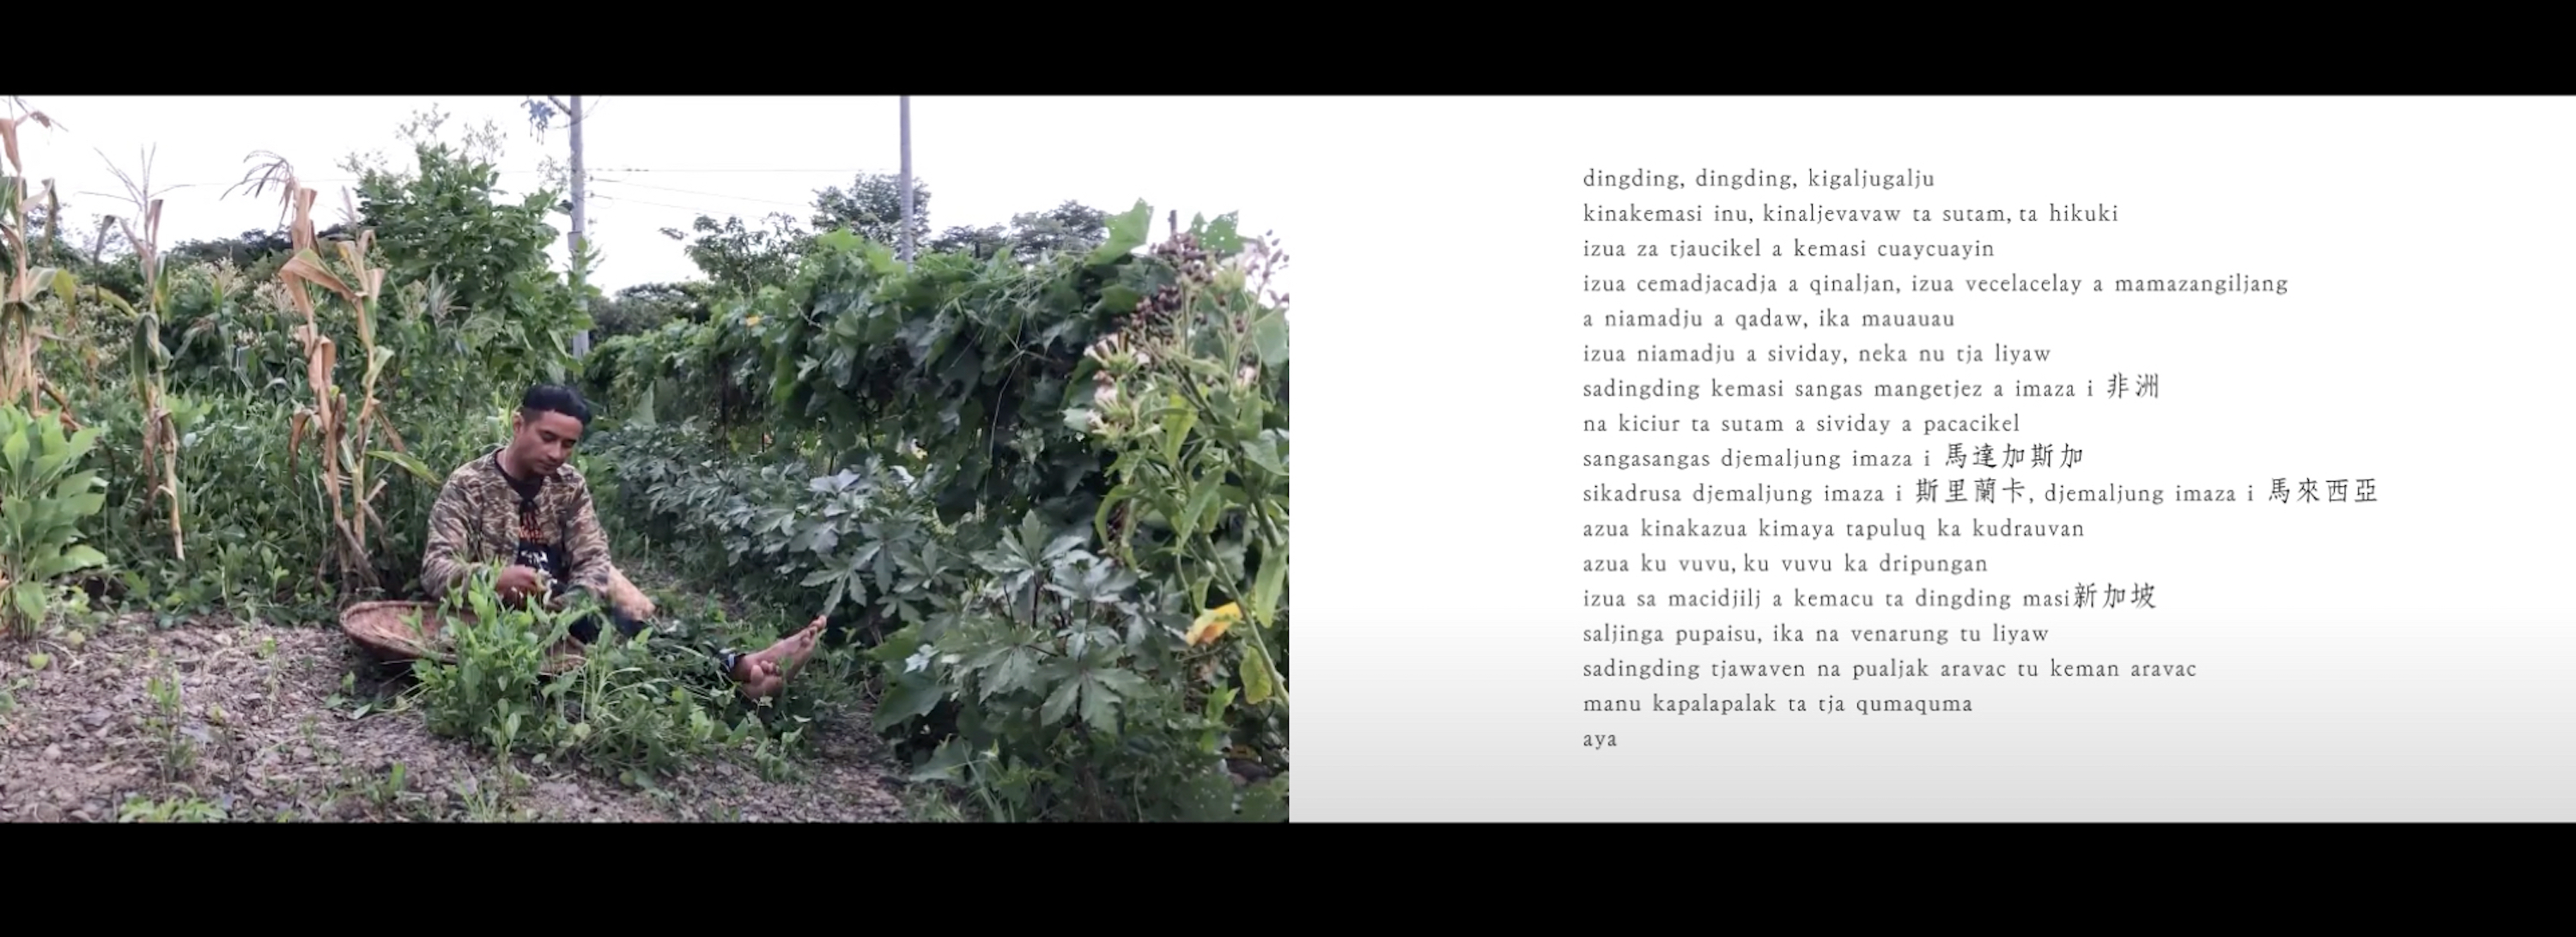 dingding, dingding, kigaljugalju
kinakemasi inu, kinaljevavaw ta sutam, ta hikuki
izua za tjaucikel a kemasi cuaycuayin
izua cemadjacadja a qinaljan, izua vecelacelay a mamazangiljang
a niamadju a qadaw, ika mauauau
izua niamadju a sividay, neka nu tja liyaw
sadingding kemasi sangas mangetjez a imaza i 非洲
na kiciur ta sutam a sividay a pacacikel
sangasangas djemaljung imaza i 馬達加斯加
sikadrusa djemaljung imaza i 斯里蘭卡, djemaljung imaza i 馬來西亞
azua kinakazua kimaya tapuluq ka kudrauvan
azua ku vuvu, ku vuvu ka dripungan
izua sa macidjilj a kemacu ta dingding masi新加坡
saljinga pupaisu, ika na venarung tu liyaw
sadingding tjawaven na pualjak aravac tu keman aravac
manu kapalapalak ta tja qumaquma
aya